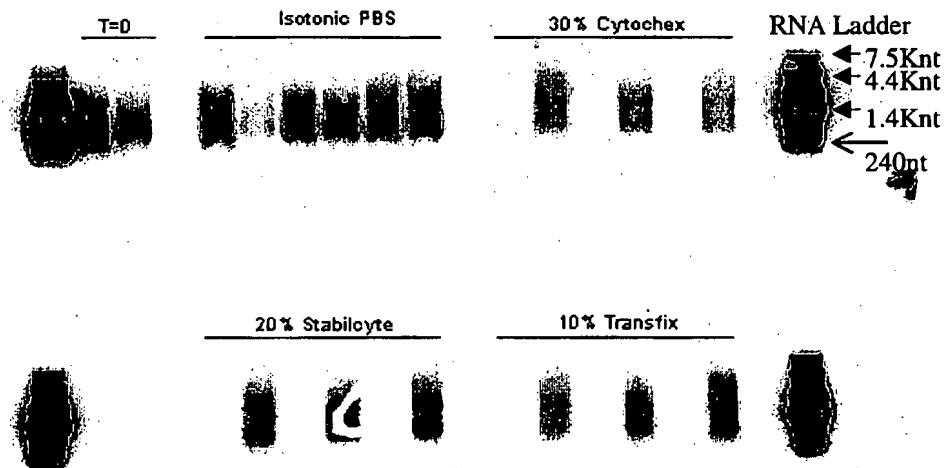 T=0
Isotonic PBS
30% Cytochex
RNA Ladder
7.5Knt
4.4Knt
1.4Knt
240nt
20% Stabilcyte
10% Transfix